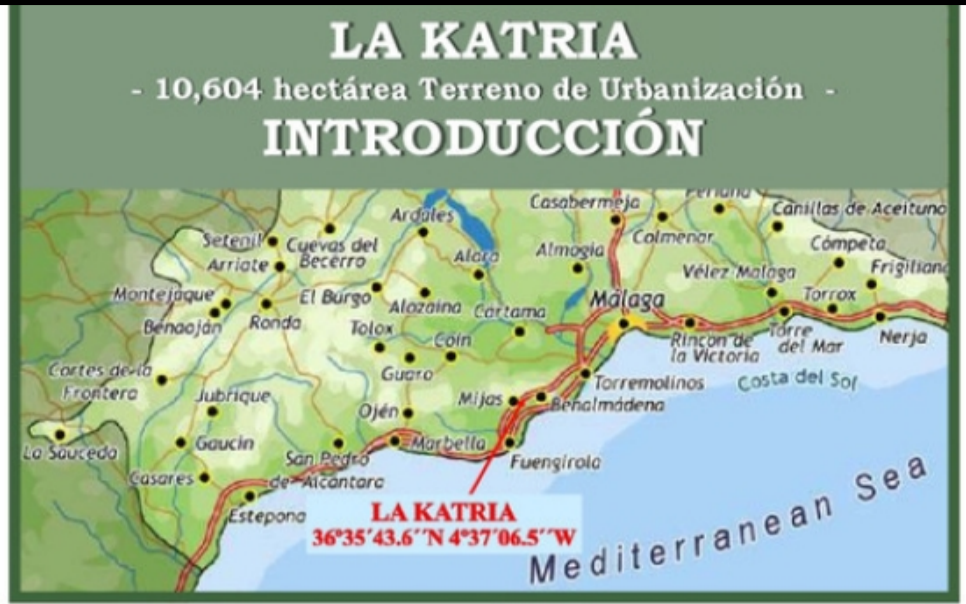 LA KATRIA
- 10,604 hectárea Terreno de Urbanización -
INTRODUCCIÓN
Casabermeja
Periana
Canillas de Aceituno
Ardales
Setenil
Cuevas del
Becerro
Colmenar
Cómpeta
Almogia
Arriate
Alora
Vélez Malaga
Frigiliana
Montejaque
El Burgo
Alozaina
Cartama
Málaga
Torrox
Benaoján
Ronda
Tolox
Coín
Rincon de
la Victoria
Torre
del Mar
Nerja
Cortes de la
Frontera
Guaro
Torremolinos
Costa del Sol
Jubrique
Mijas
Benalmádena
Ojén
La Sauceda
Gaucin
San Pedro
de Alcantara
Marbella
Fuengirola
Casares
Estepona
LA KATRIA
36°35´43.6´´N 4°37´06.5´´W
Mediterranean Sea